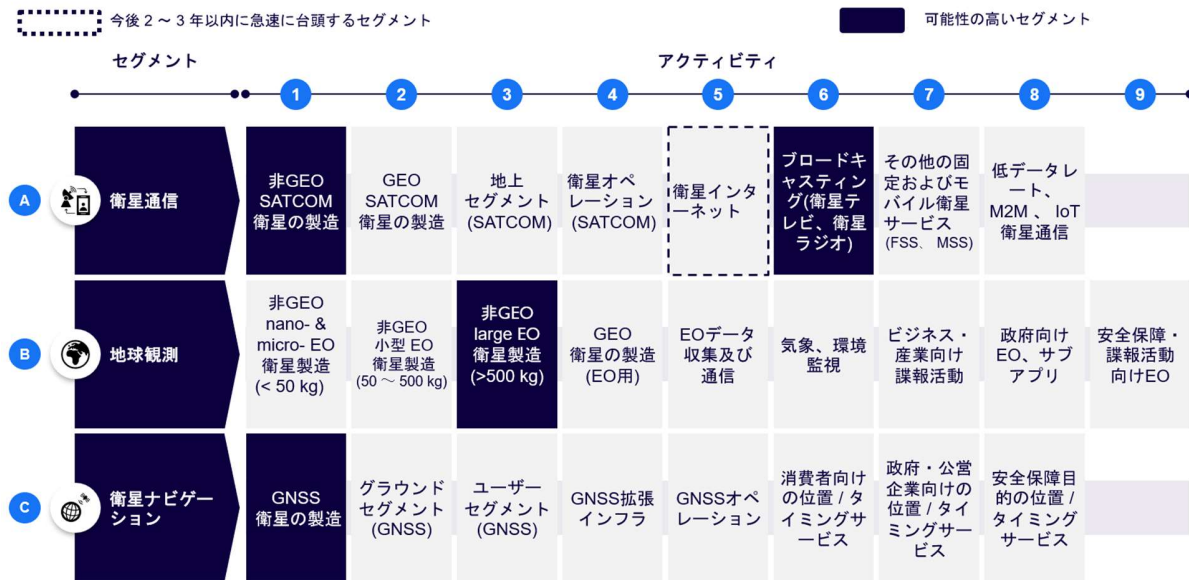 今後 2 ～ 3 年以内に急速に台頭するセグメント
可能性の高いセグメント
セグメント
アクティビティ
1
2
3
4
5
6
7
8
9
A
衛星通信
非GEO
SATCOM
衛星の製造
GEO
SATCOM
衛星の製造
地上
セグメント
(SATCOM)
衛星オペ
レーション
(SATCOM)
衛星インタ
ーネット
ブロードキ
ャスティン
グ(衛星テ
レビ、衛星
ラジオ)
その他の固
定およびモ
バイル衛星
サービス
(FSS、 MSS)
低データレ
ート、
M2M 、 IoT
衛星通信
B
地球観測
非GEO
nano- &
micro- EO
衛星製造
(< 50 kg)
非GEO
小型 EO
衛星製造
(50 ～ 500 kg)
非GEO
large EO
衛星製造
(>500 kg)
GEO
衛星の製造
(EO用)
EOデータ
収集及び
通信
気象、環境
監視
ビジネス・
産業向け
諜報活動
政府向け
EO、サブ
アプリ
安全保障・
諜報活動
向けEO
C
衛星ナビゲー
ション
GNSS
衛星の製造
グラウンド
セグメント
(GNSS)
ユーザー
セグメント
(GNSS)
GNSS拡張
インフラ
GNSSオペ
レーション
消費者向け
の位置 / タ
イミングサ
ービス
政府・公営
企業向けの
位置 / タイ
ミングサー
ビス
安全保障目
的の位置 /
タイミング
サービス